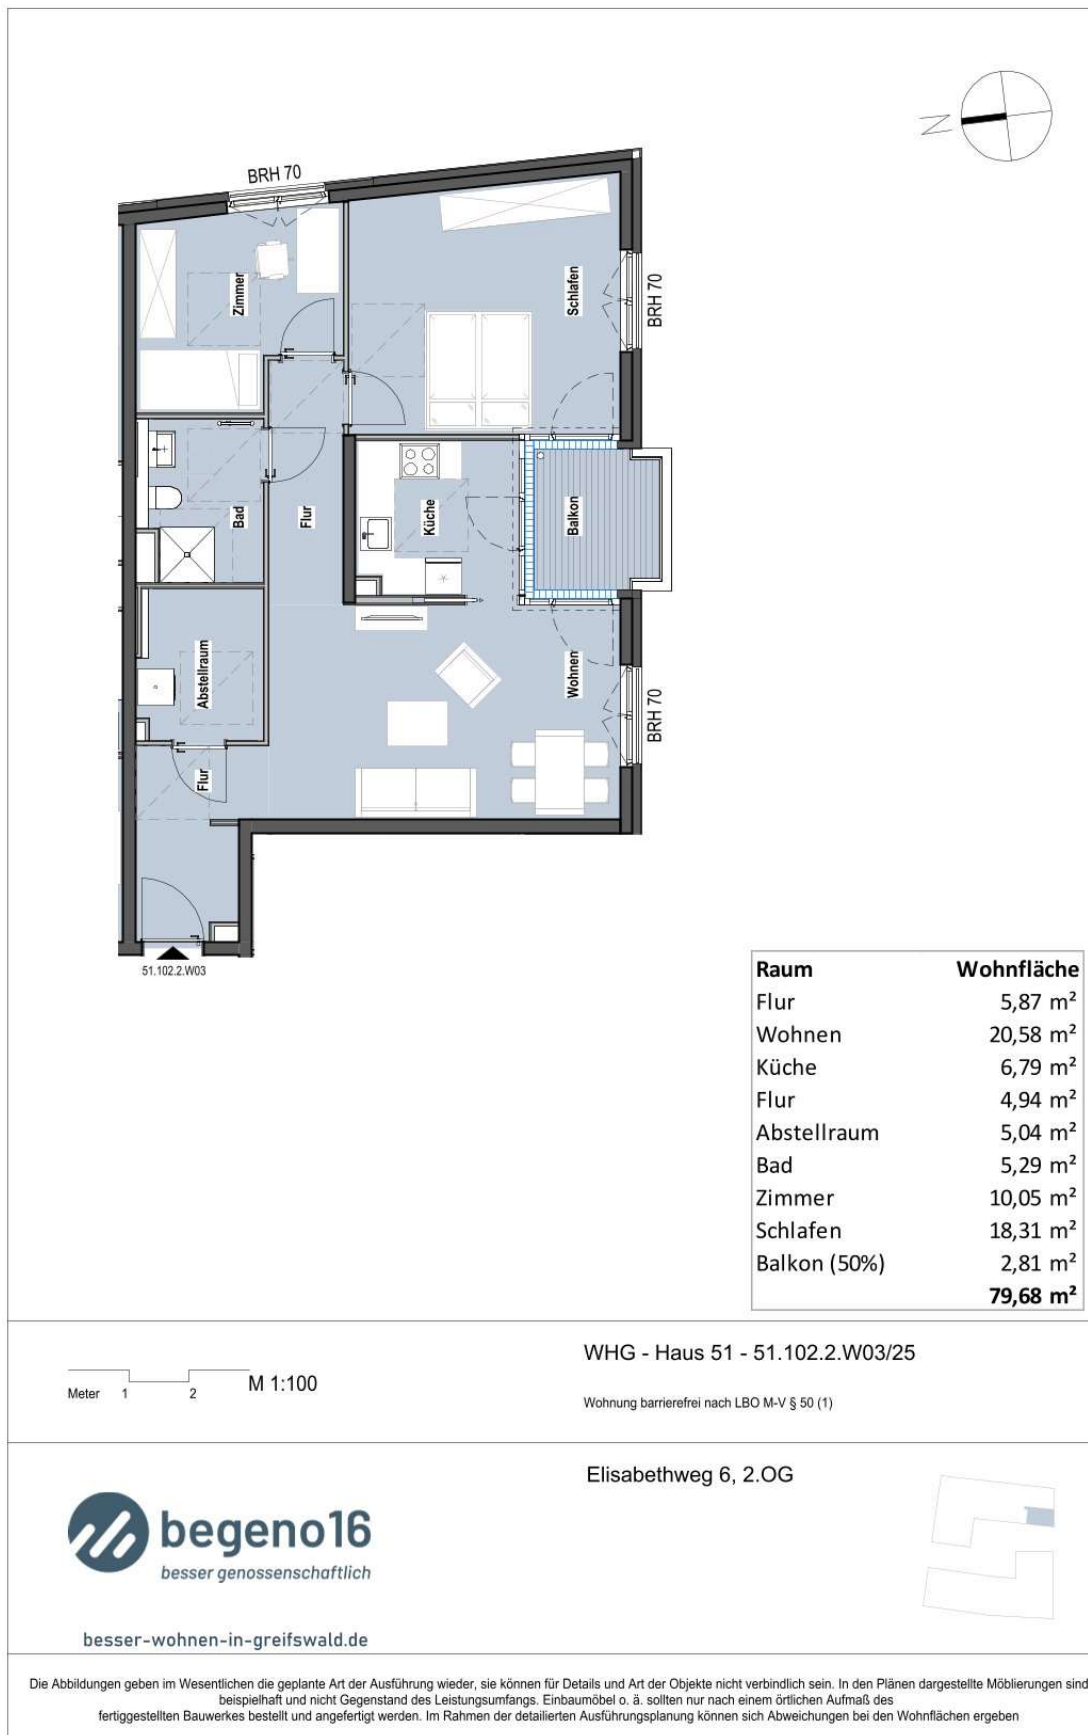 N
BRH 70
Zimmer
Schlafen
BRH 70
Bad
Flur
Küche
Balkon
Abstellraum
Wohnen
BRH 70
Flur
51.102.2.W03
Raum Wohnfläche
Flur 5,87 m²
Wohnen 20,58 m²
Küche 6,79 m²
Flur 4,94 m²
Abstellraum 5,04 m²
Bad 5,29 m²
Zimmer 10,05 m²
Schlafen 18,31 m²
Balkon (50%) 2,81 m²
79,68 m²
Meter 1 2 M 1:100
WHG - Haus 51 - 51.102.2.W03/25
Wohnung barrierefrei nach LBO M-V § 50 (1)
Elisabethweg 6, 2.OG
begeno16
besser genossenschaftlich
besser-wohnen-in-greifswald.de
Die Abbildungen geben im Wesentlichen die geplante Art der Ausführung wieder, sie können für Details und Art der Objekte nicht verbindlich sein. In den Plänen dargestellte Möblierungen sind
beispielhaft und nicht Gegenstand des Leistungsumfangs. Einbaumöbel o. ä. sollten nur nach einem örtlichen Aufmaß des
fertiggestellten Bauwerkes bestellt und angefertigt werden. Im Rahmen der detailierten Ausführungsplanung können sich Abweichungen bei den Wohnflächen ergeben